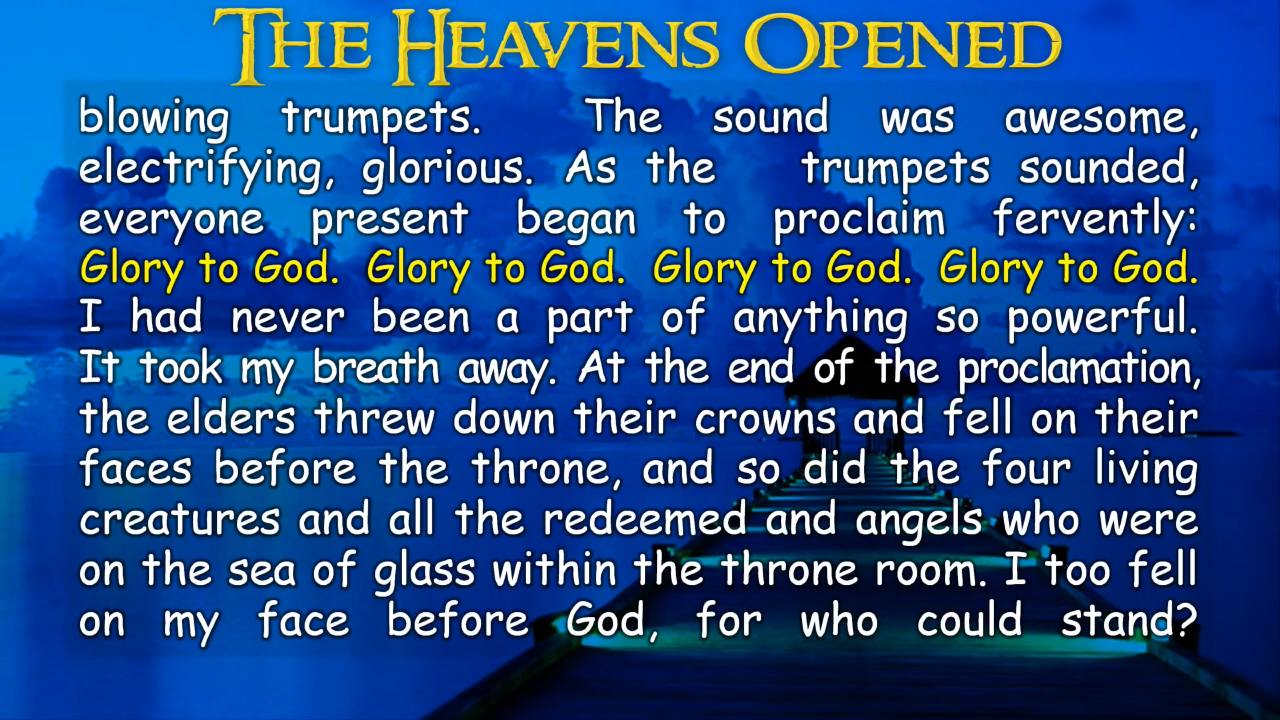 THE HEAVENS OPENED
blowing trumpets. The sound was awesome,
electrifying, glorious. As the trumpets sounded,
everyone present began to proclaim fervently:
Glory to God. Glory to God. Glory to God. Glory to God.
I had never been a part of anything so powerful.
It took my breath away. At the end of the proclamation,
the elders threw down their crowns and fell on their
faces before the throne, and so did the four living
creatures and all the redeemed and angels who were
on the sea of glass within the throne room. I too fell
on my face before God, for who could stand?